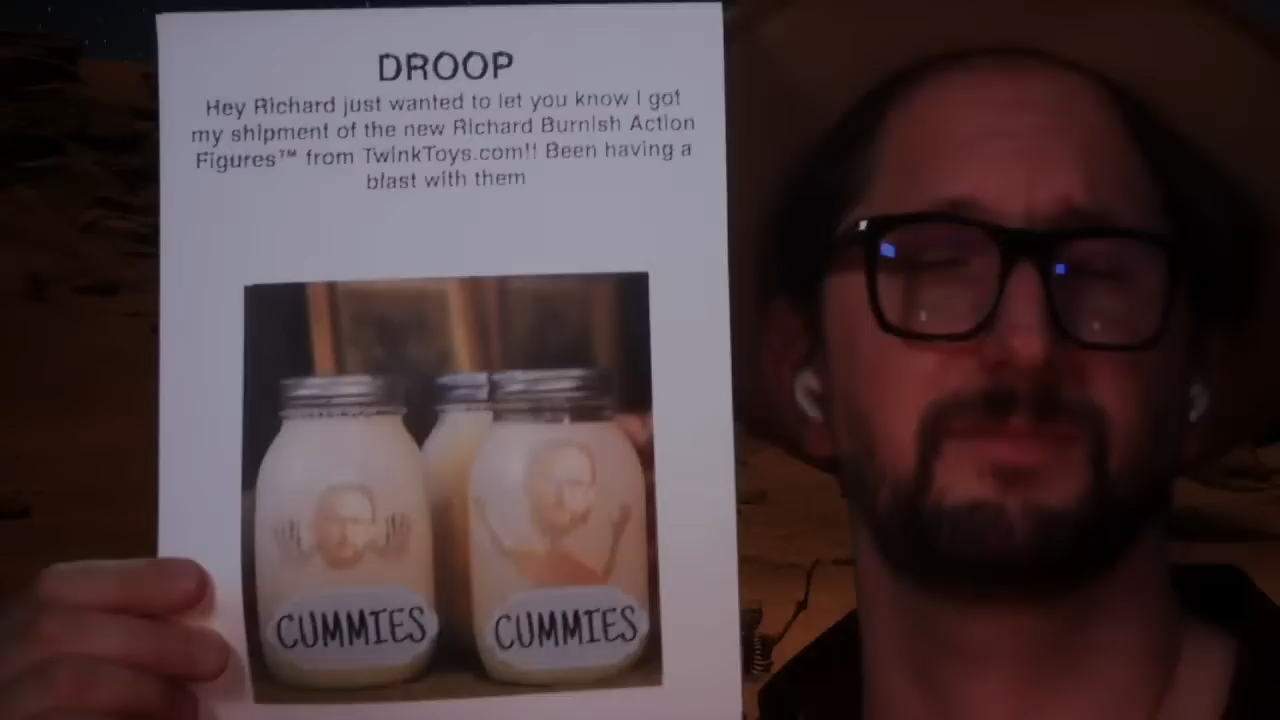 DROOP
Hey Richard just wanted to let you know I got
my shipment of the new Richard Burnish Action
Figures™ from TwinkToys.com!! Been having a
blast with them
CUMMIES
CUMMIES